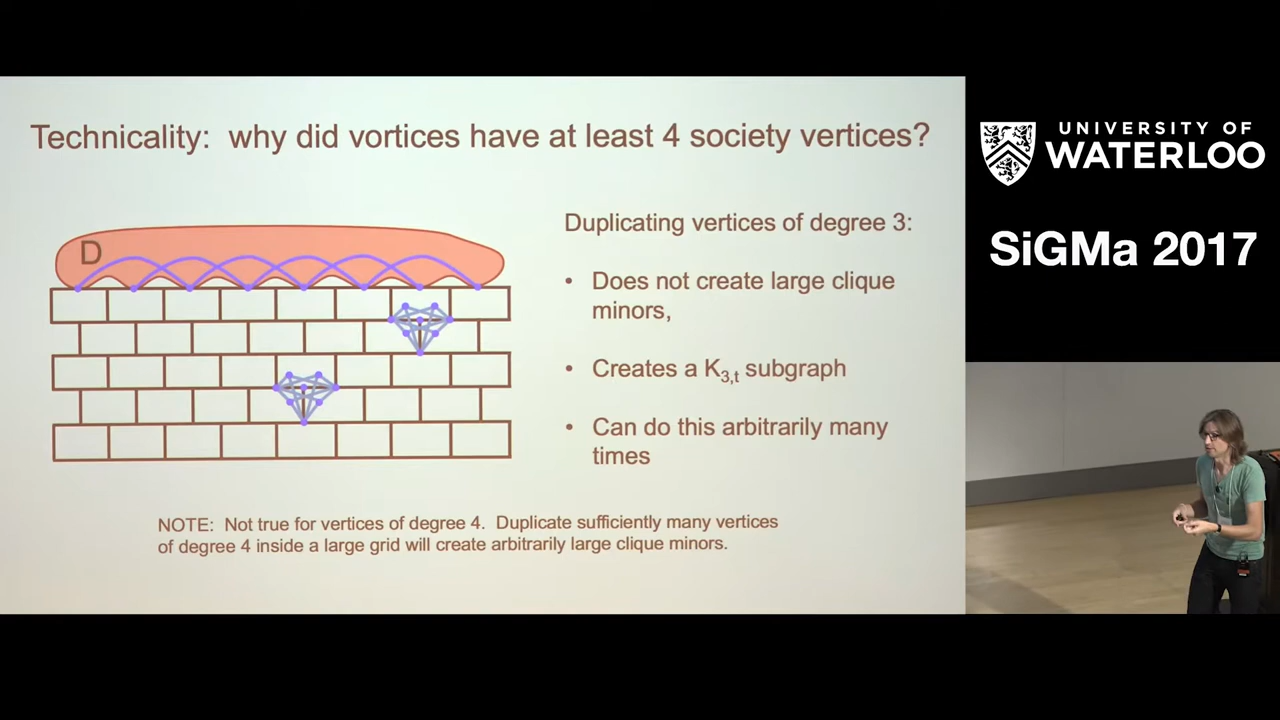 Technicality: why did vortices have at least 4 society vertices?
D
Duplicating vertices of degree 3:
• Does not create large clique
minors,
• Creates a K3,t subgraph
• Can do this arbitrarily many
times
NOTE: Not true for vertices of degree 4. Duplicate sufficiently many vertices
of degree 4 inside a large grid will create arbitrarily large clique minors.
UNIVERSITY OF
WATERLOO
SiGMa 2017